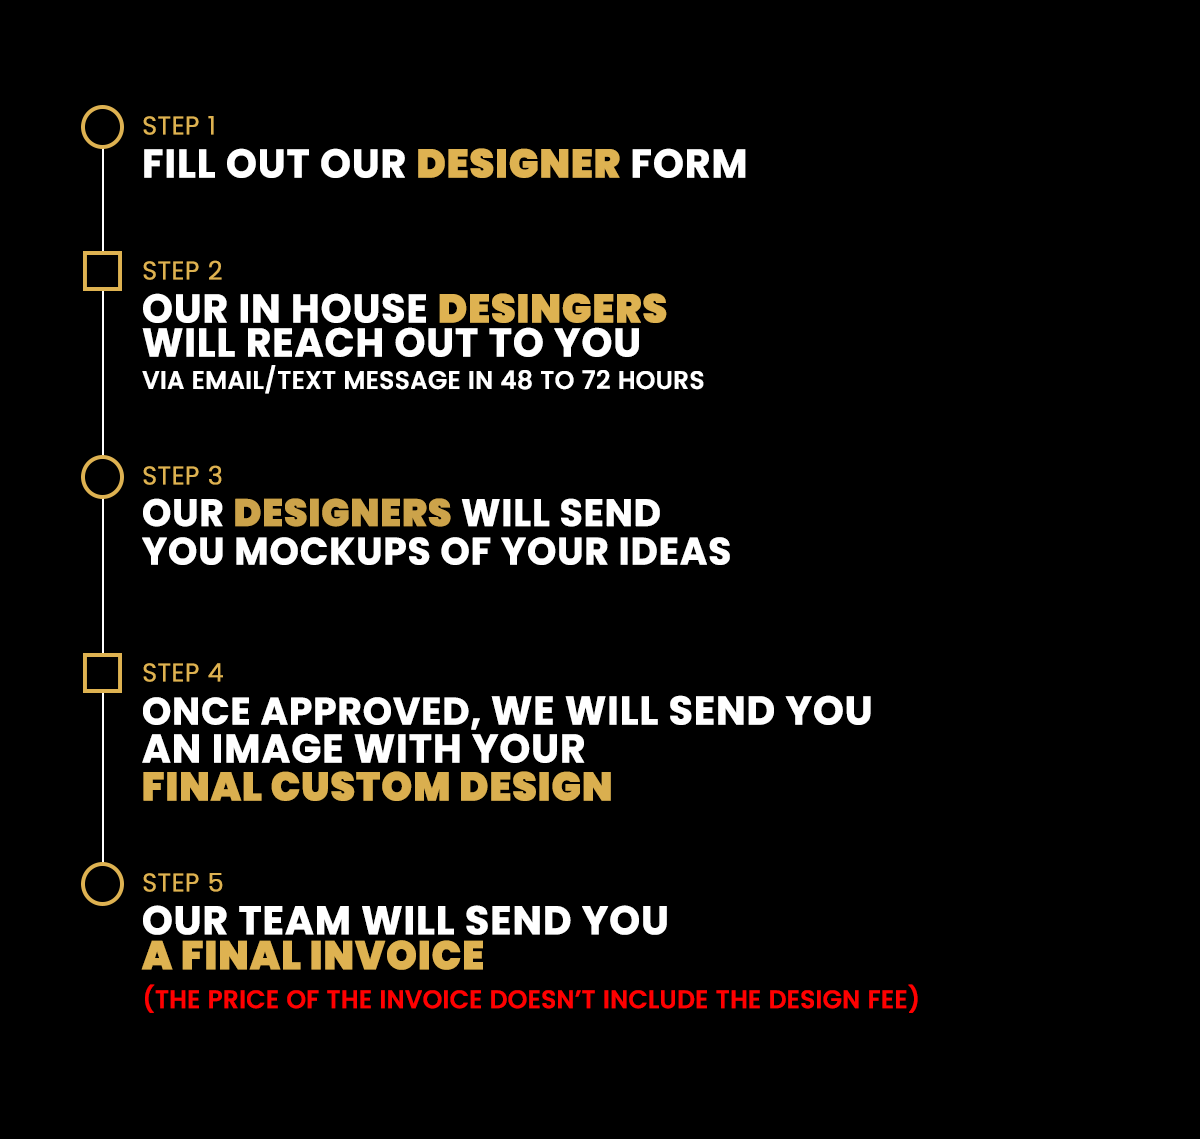 STEP 1
FILL OUT OUR DESIGNER FORM
STEP 2
OUR IN HOUSE DESINGERS
WILL REACH OUT TO YOU
VIA EMAIL/TEXT MESSAGE IN 48 TO 72 HOURS
STEP 3
OUR DESIGNERS WILL SEND
YOU MOCKUPS OF YOUR IDEAS
STEP 4
ONCE APPROVED, WE WILL SEND YOU
AN IMAGE WITH YOUR
FINAL CUSTOM DESIGN
STEP 5
OUR TEAM WILL SEND YOU
A FINAL INVOICE
(THE PRICE OF THE INVOICE DOESN’T INCLUDE THE DESIGN FEE)